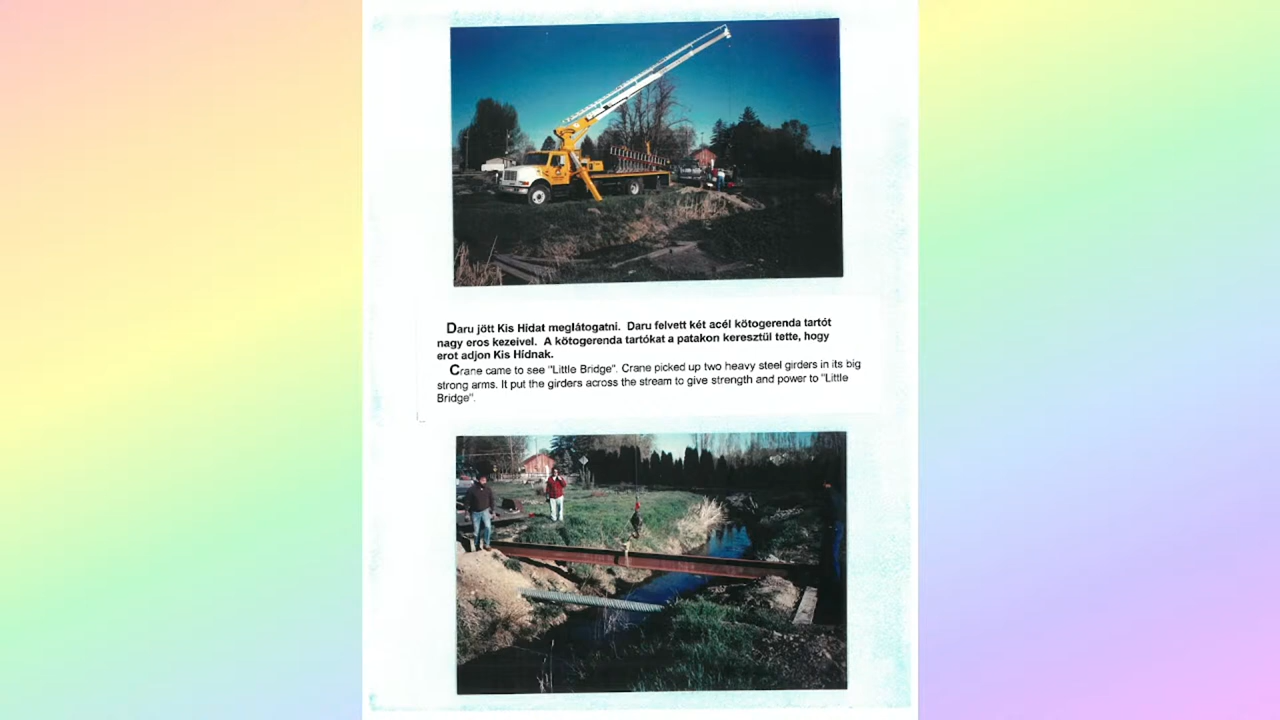 Daru jött Kis Hidat meglátogatni. Daru felvett két acél kötogerenda tartót
nagy eros kezeivel. A kötogerenda tartókat a patakon keresztül tette, hogy
erot adjon Kis Hídnak.
Crane came to see "Little Bridge". Crane picked up two heavy steel girders in its big
strong arms. It put the girders across the stream to give strength and power to "Little
Bridge".